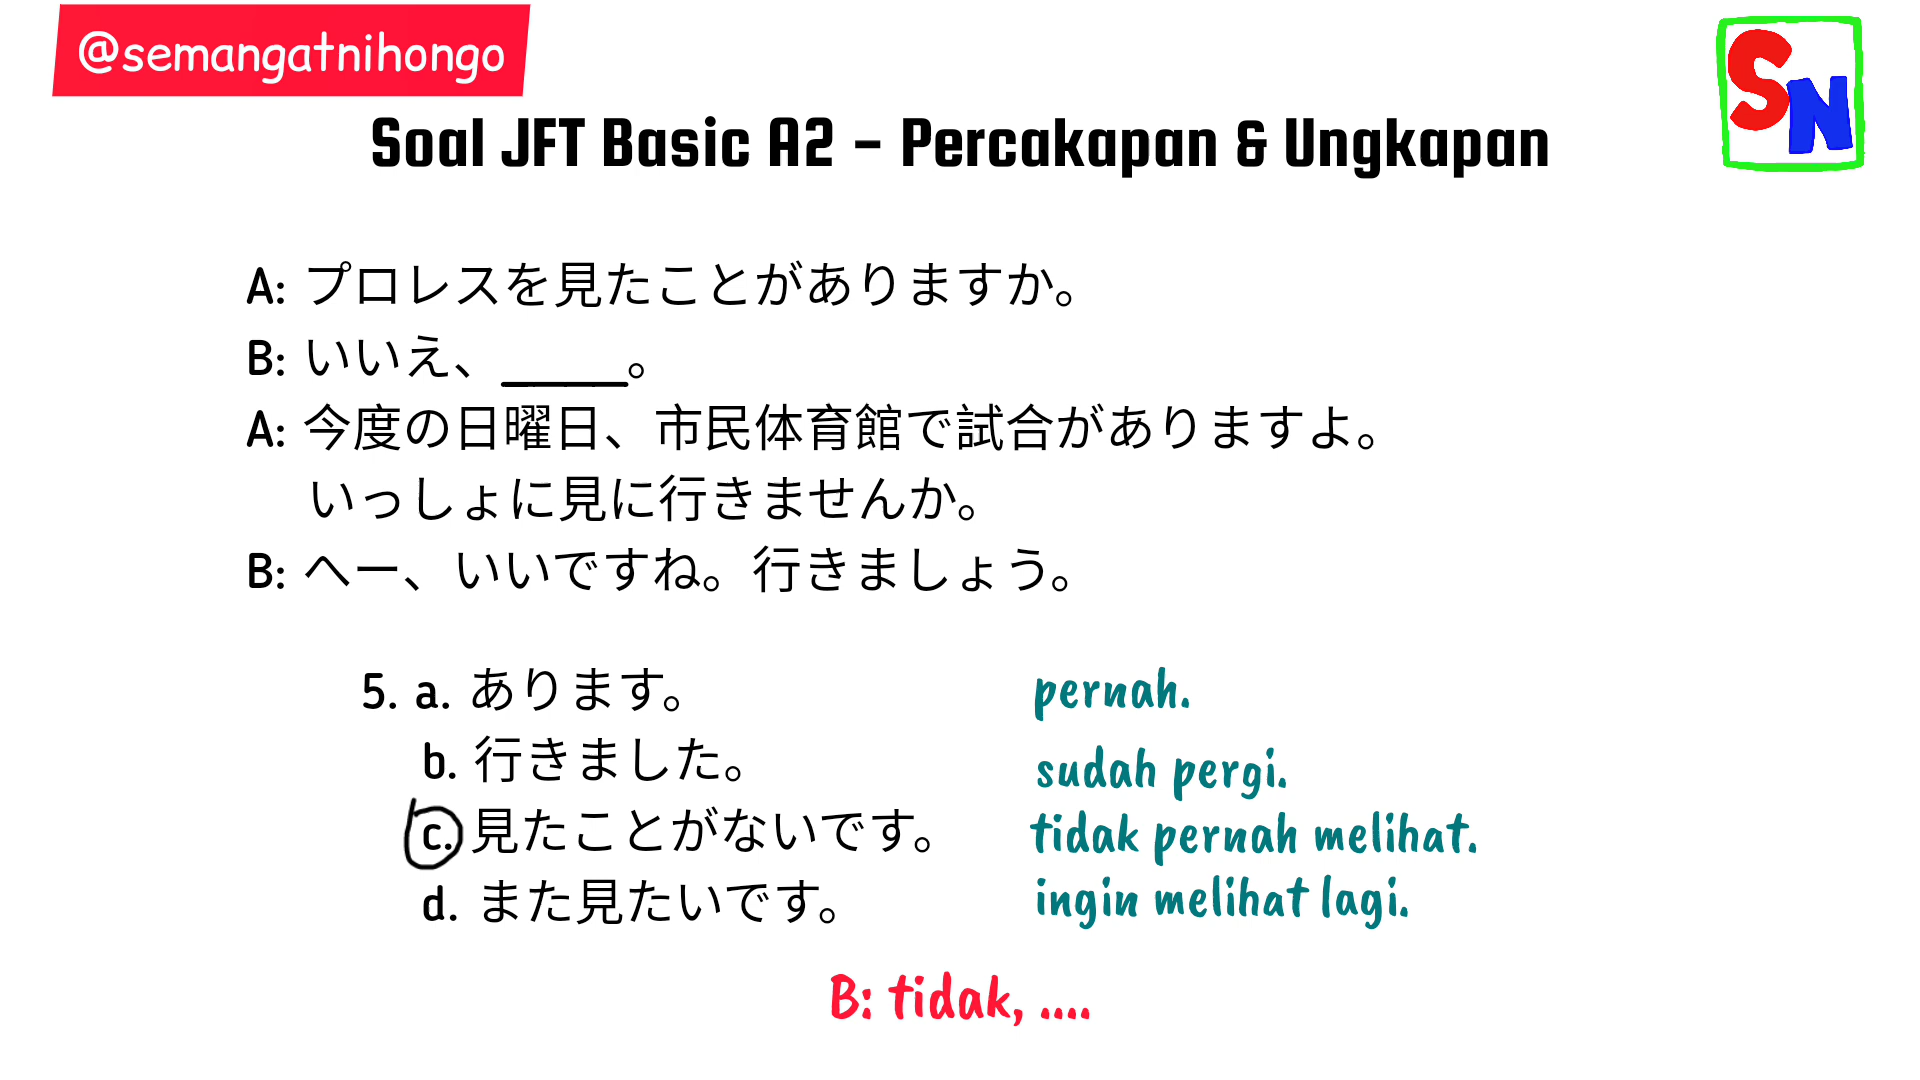 @semangatnihongo
SN
Soal JFT Basic A2 - Percakapan & Ungkapan
A: プロレスを見たことがありますか。
B: いいえ、_____。
A: 今度の日曜日、市民体育館で試合がありますよ。
いっしょに見に行きませんか。
B: へー、いいですね。行きましょう。
5. a. あります。 pernah.
b. 行きました。 sudah pergi.
c. 見たことがないです。 tidak pernah melihat.
d. また見たいです。 ingin melihat lagi.
B: tidak, ....